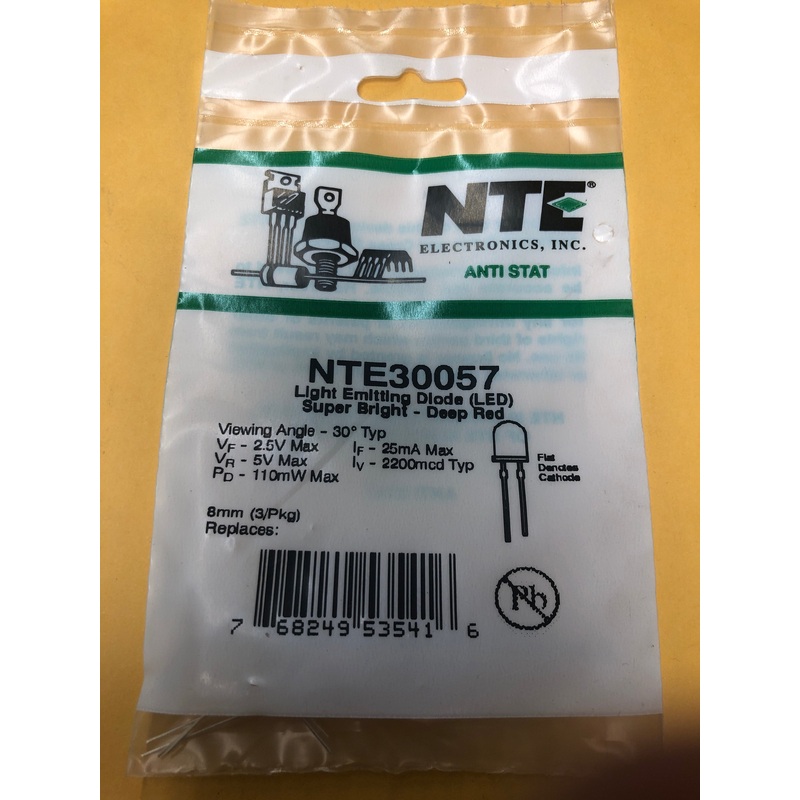 NTE®
ELECTRONICS, INC.
ANTI STAT
NTE30057
Light Emitting Diode (LED)
Super Bright - Deep Red
Viewing Angle - 30° Typ
VF - 2.5V Max IF - 25mA Max
VR - 5V Max IV - 2200mcd Typ
PD - 110mW Max
Flat
Denotes
Cathode
8mm (3/Pkg)
Replaces:
Pb
7 68249 53541 6